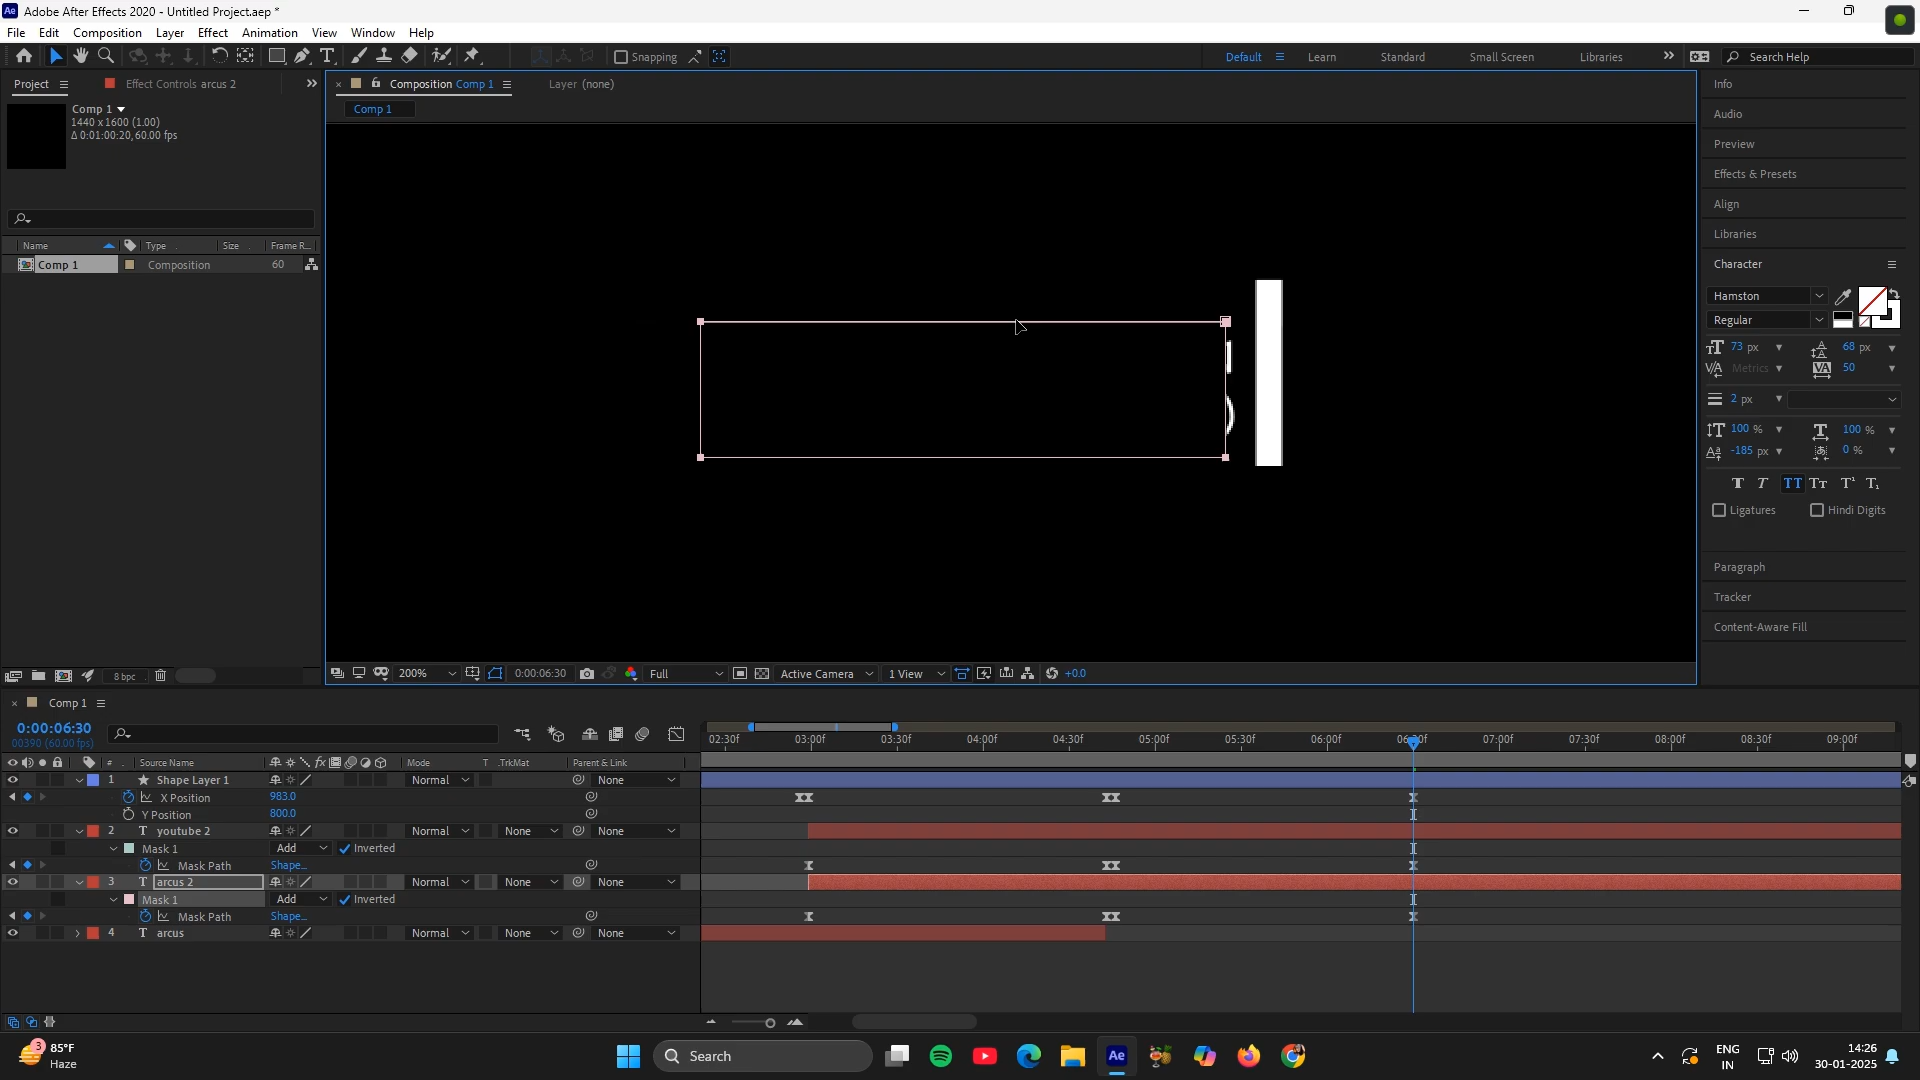 Adobe After Effects 2020 - Untitled Project.aep *
File Edit Composition Layer Effect Animation View Window Help
Snapping
Default Learn Standard Small Screen Libraries Search Help
Project Effect Controls arcus 2
Composition Comp 1 Layer (none)
Comp 1
Comp 1
1440 x 1600 (1.00)
Δ 0:01:00:20, 60.00 fps
Name Type Size Frame R...
Comp 1 Composition 60
Info
Audio
Preview
Effects & Presets
Align
Libraries
Character
Hamston
Regular
73 px 68 px
Metrics 50
2 px
100 % 100 %
-185 px 0 %
Ligatures Hindi Digits
Paragraph
Tracker
Content-Aware Fill
8 bpc
200% 0:00:06:30 Full Active Camera 1 View +0.0
Comp 1
0:00:06:30
00390 (60.00 fps)
02:30f 03:00f 03:30f 04:00f 04:30f 05:00f 05:30f 06:00f 06:30f 07:00f 07:30f 08:00f 08:30f 09:00f
# Source Name Mode T .TrkMat Parent & Link
1 Shape Layer 1 Normal None
X Position 983.0
Y Position 800.0
2 T youtube 2 Normal None None
Mask 1 Add Inverted
Mask Path Shape...
3 T arcus 2 Normal None None
Mask 1 Add Inverted
Mask Path Shape...
4 T arcus Normal None None
3
85°F
Haze
Search
Ae
ENG
IN
14:26
30-01-2025